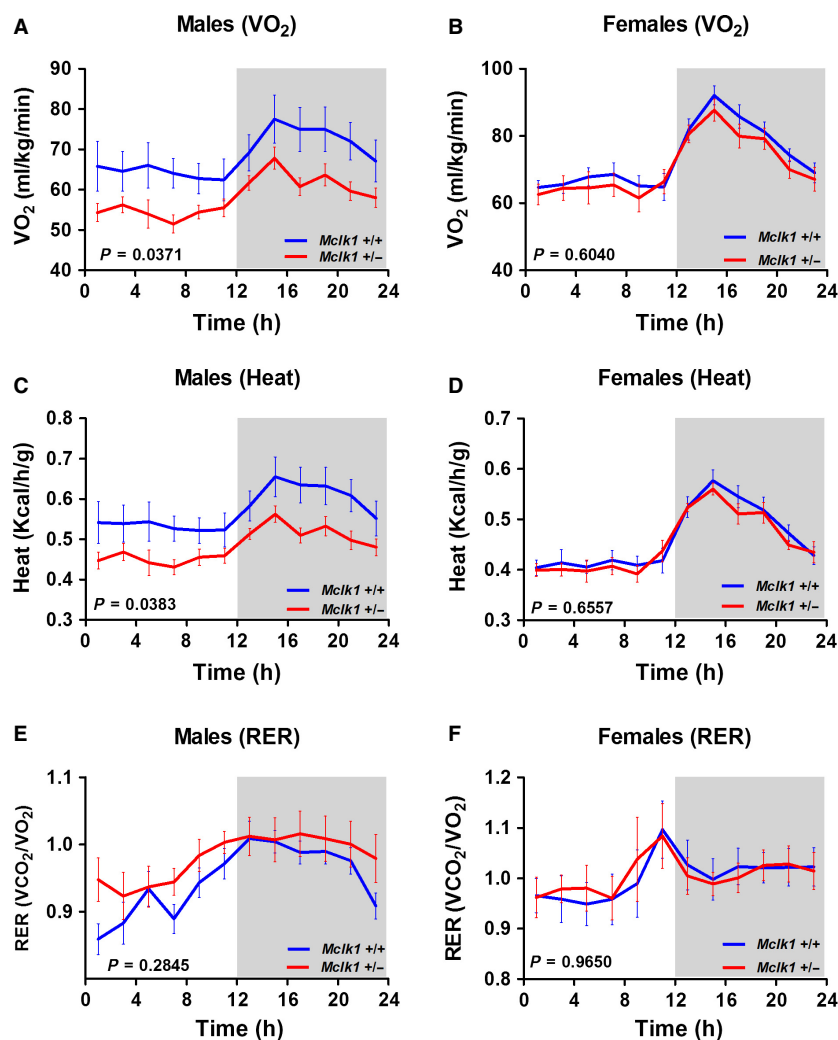 A
Males (VO₂)
VO₂ (ml/kg/min)
90
80
70
60
50
40
P = 0.0371
Mclk1 +/+
Mclk1 +/−
0 4 8 12 16 20 24
Time (h)
B
Females (VO₂)
VO₂ (ml/kg/min)
100
80
60
40
P = 0.6040
Mclk1 +/+
Mclk1 +/−
0 4 8 12 16 20 24
Time (h)
C
Males (Heat)
Heat (Kcal/h/g)
0.8
0.7
0.6
0.5
0.4
0.3
P = 0.0383
Mclk1 +/+
Mclk1 +/−
0 4 8 12 16 20 24
Time (h)
D
Females (Heat)
Heat (Kcal/h/g)
0.7
0.6
0.5
0.4
0.3
P = 0.6557
Mclk1 +/+
Mclk1 +/−
0 4 8 12 16 20 24
Time (h)
E
Males (RER)
RER (VCO₂/VO₂)
1.1
1.0
0.9
P = 0.2845
Mclk1 +/+
Mclk1 +/−
0 4 8 12 16 20 24
Time (h)
F
Females (RER)
RER (VCO₂/VO₂)
1.2
1.1
1.0
0.9
0.8
P = 0.9650
Mclk1 +/+
Mclk1 +/−
0 4 8 12 16 20 24
Time (h)